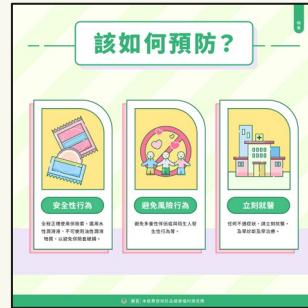 該如何預防？
安全性行為
全程正確使用保險套，選用水
性潤滑液，不可使用油性潤滑
物質，以避免保險套破損。
避免風險行為
避免多重性伴侶或與陌生人發
生性行為等。
立刻就醫
任何不適症狀，請立刻就醫，
及早診斷及早治療。